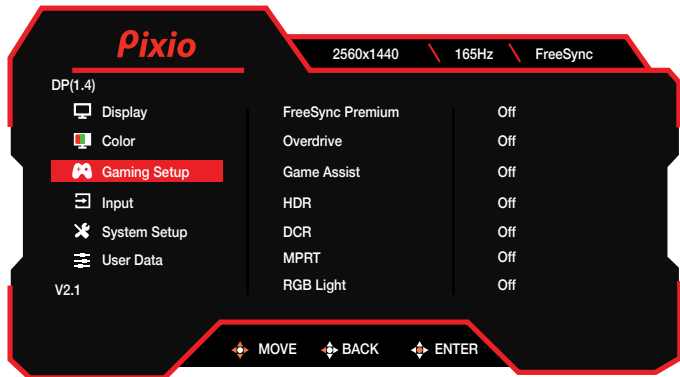 Pixio
2560x1440 \ 165Hz \ FreeSync
DP(1.4)
Display FreeSync Premium Off
Color Overdrive Off
Gaming Setup Game Assist Off
Input HDR Off
System Setup DCR Off
User Data MPRT Off
V2.1 RGB Light Off
MOVE BACK ENTER